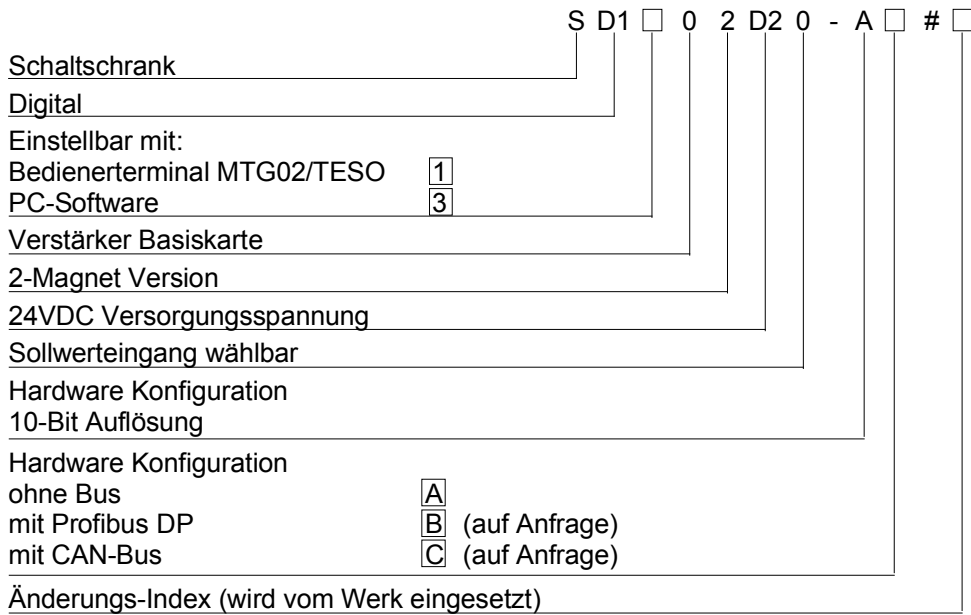 S D1 □ 0 2 D2 0 - A □ # □
Schaltschrank
Digital
Einstellbar mit:
Bedienerterminal MTG02/TESO 1
PC-Software 3
Verstärker Basiskarte
2-Magnet Version
24VDC Versorgungsspannung
Sollwerteingang wählbar
Hardware Konfiguration
10-Bit Auflösung
Hardware Konfiguration
ohne Bus A
mit Profibus DP B (auf Anfrage)
mit CAN-Bus C (auf Anfrage)
Änderungs-Index (wird vom Werk eingesetzt)